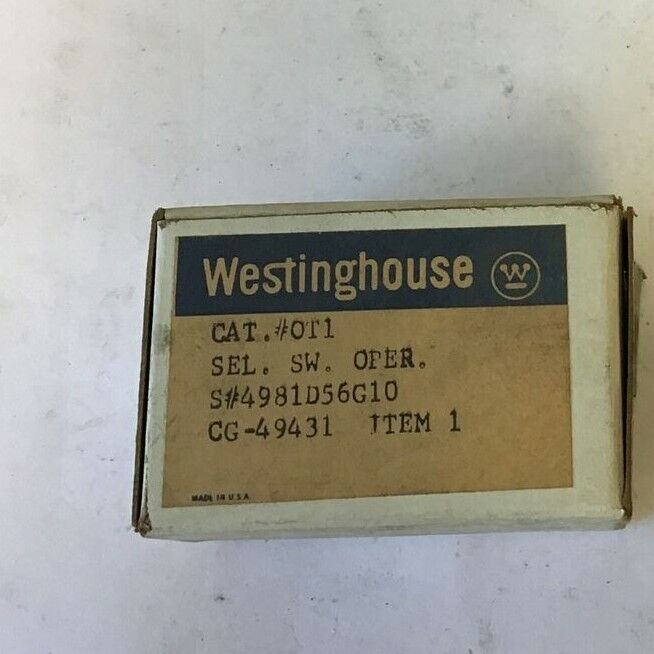 Westinghouse W
CAT.#OT1
SEL. SW. OPER.
S#4981D56G10
CG-49431 ITEM 1
MADE IN U.S.A.